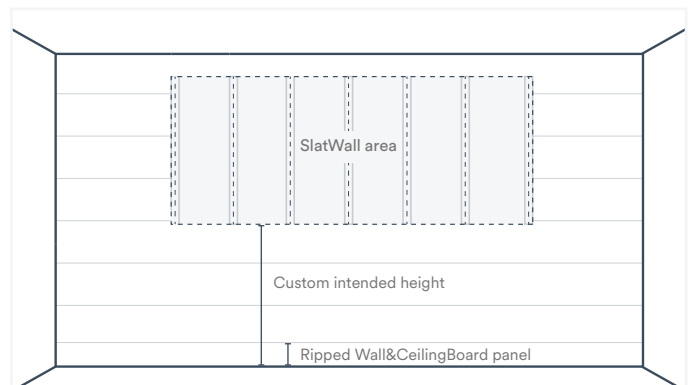 SlatWall area
Custom intended height
Ripped Wall&CeilingBoard panel